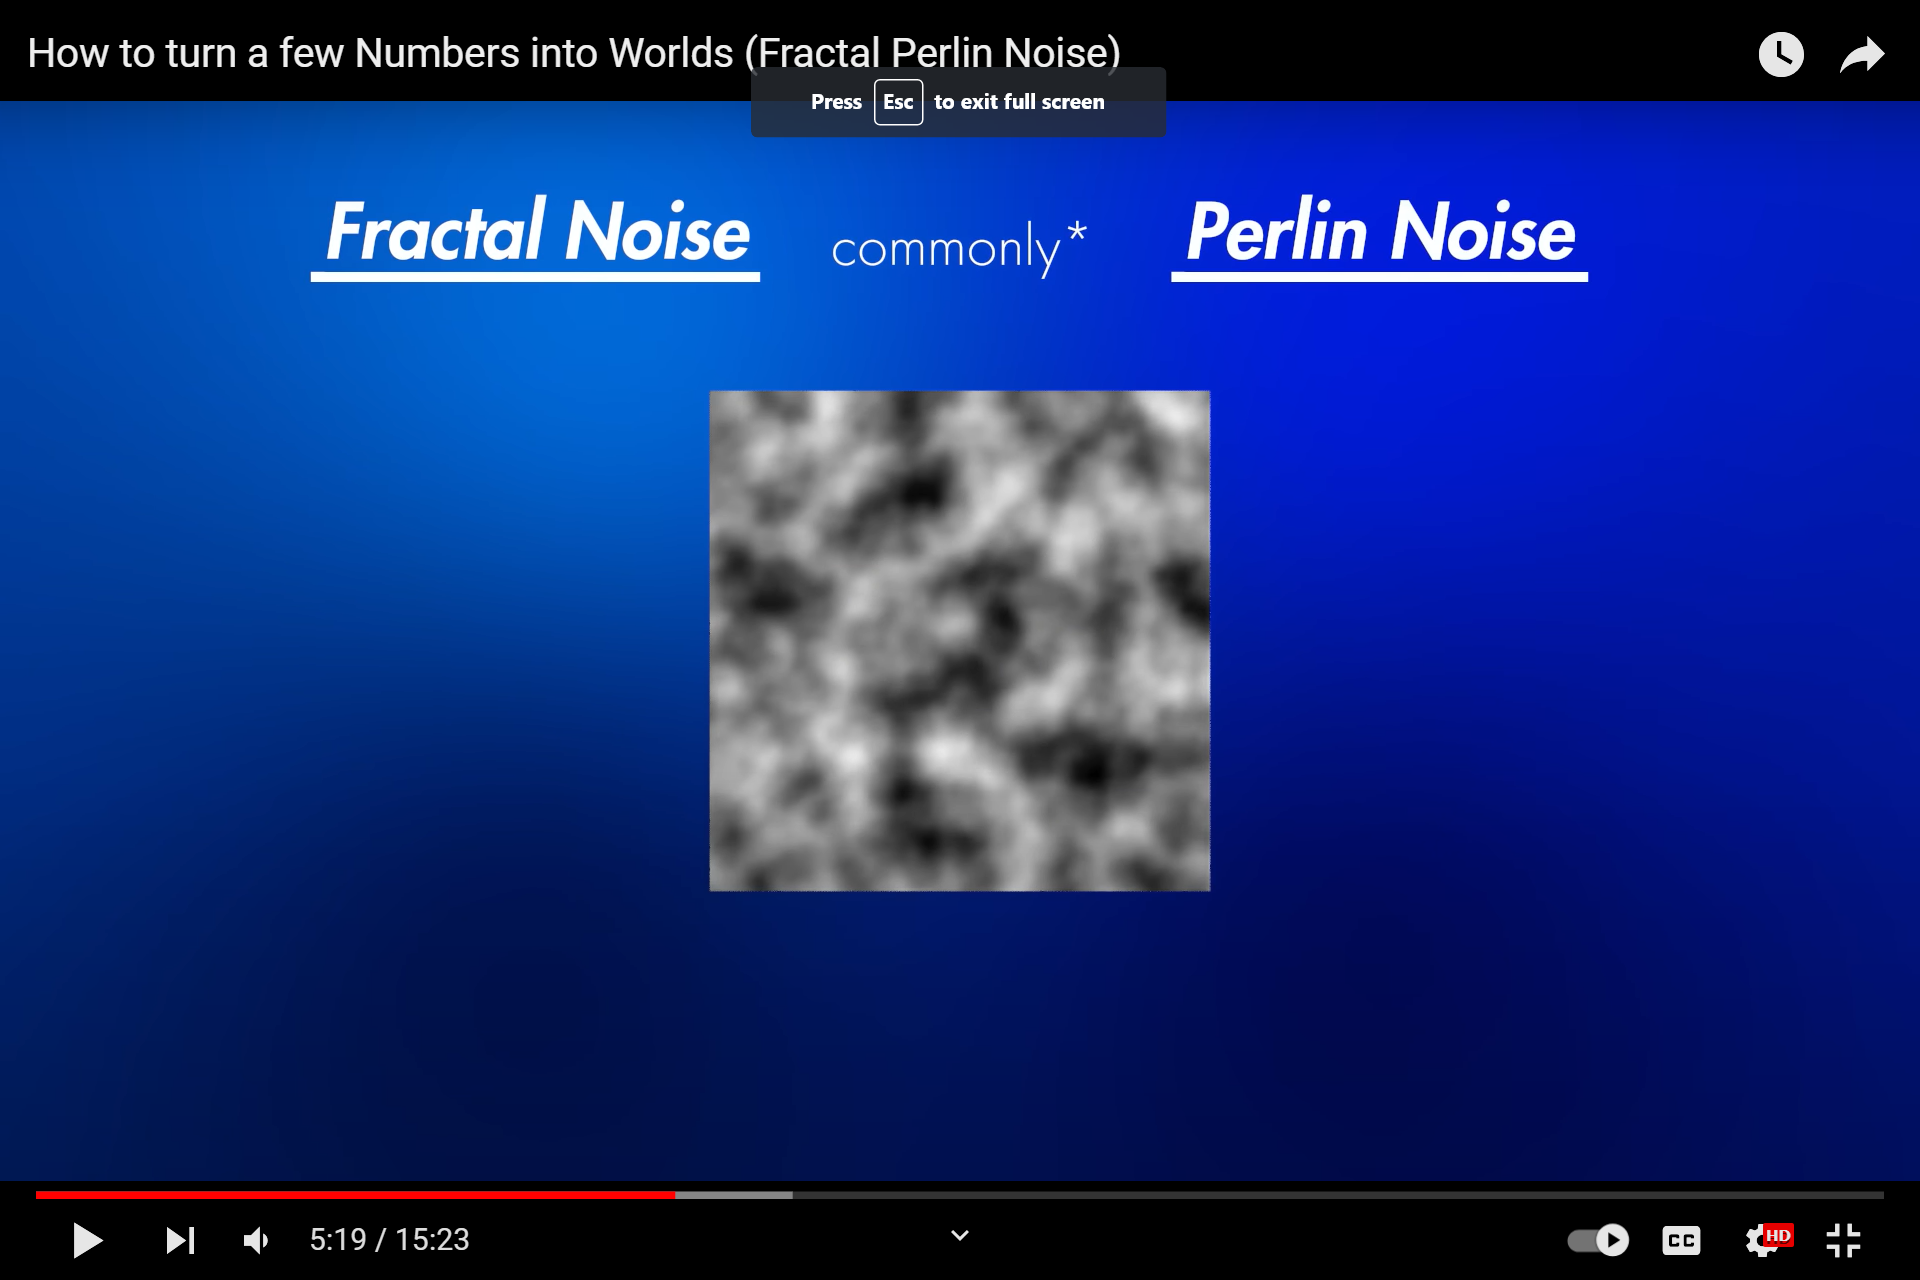 How to turn a few Numbers into Worlds (Fractal Perlin Noise)
Press Esc to exit full screen
Fractal Noise commonly* Perlin Noise
5:19 / 15:23
CC HD